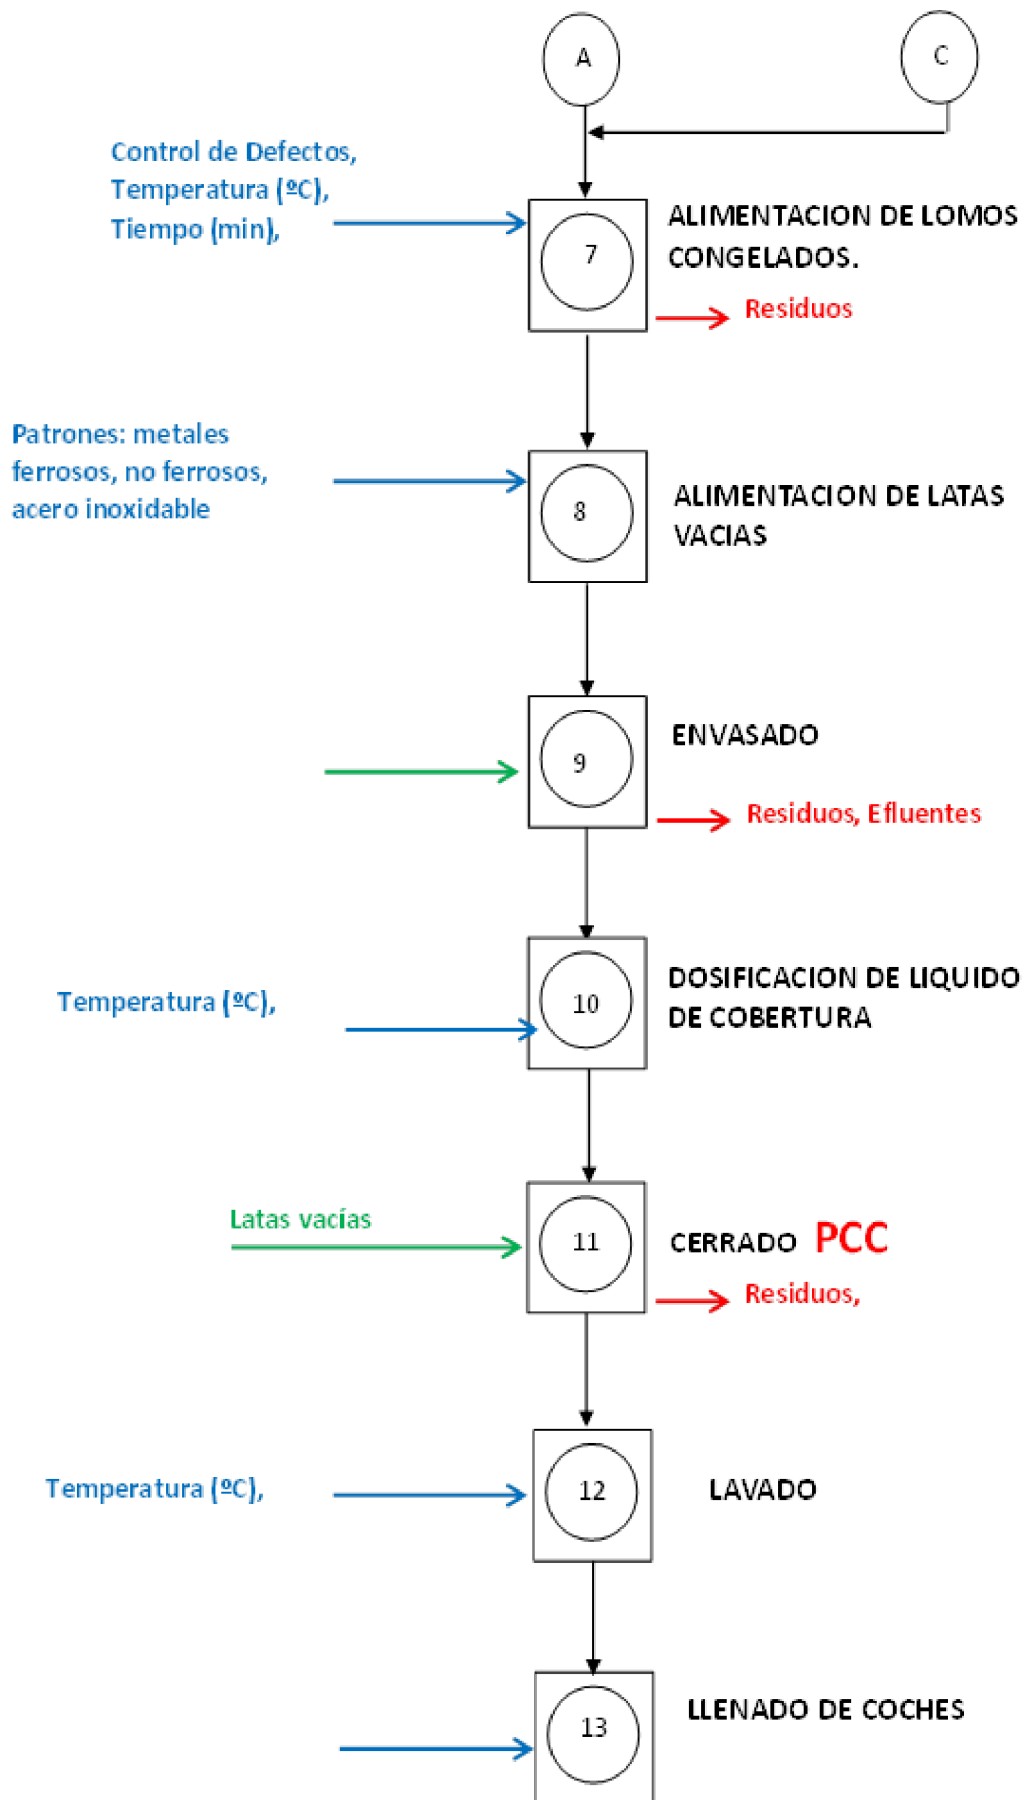 A
C
Control de Defectos,
Temperatura (ºC),
Tiempo (min),
7
ALIMENTACION DE LOMOS
CONGELADOS.
Residuos
Patrones: metales
ferrosos, no ferrosos,
acero inoxidable
8
ALIMENTACION DE LATAS
VACIAS
9
ENVASADO
Residuos, Efluentes
Temperatura (ºC),
10
DOSIFICACION DE LIQUIDO
DE COBERTURA
Latas vacías
11
CERRADO PCC
Residuos,
Temperatura (ºC),
12
LAVADO
13
LLENADO DE COCHES